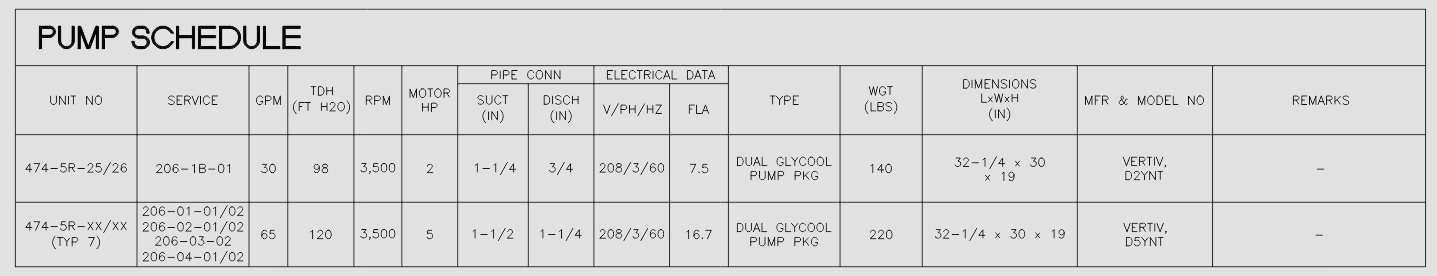 PUMP SCHEDULE
UNIT NO
SERVICE
GPM
TDH
(FT H2O)
RPM
MOTOR
HP
PIPE CONN
SUCT
(IN)
DISCH
(IN)
ELECTRICAL DATA
V/PH/HZ
FLA
TYPE
WGT
(LBS)
DIMENSIONS
LxWxH
(IN)
MFR & MODEL NO
REMARKS
474-5R-25/26
206-1B-01
30
98
3,500
2
1-1/4
3/4
208/3/60
7.5
DUAL GLYCOOL
PUMP PKG
140
32-1/4 x 30
x 19
VERTIV,
D2YNT
-
474-5R-XX/XX
(TYP 7)
206-01-01/02
206-02-01/02
206-03-02
206-04-01/02
65
120
3,500
5
1-1/2
1-1/4
208/3/60
16.7
DUAL GLYCOOL
PUMP PKG
220
32-1/4 x 30 x 19
VERTIV,
D5YNT
-